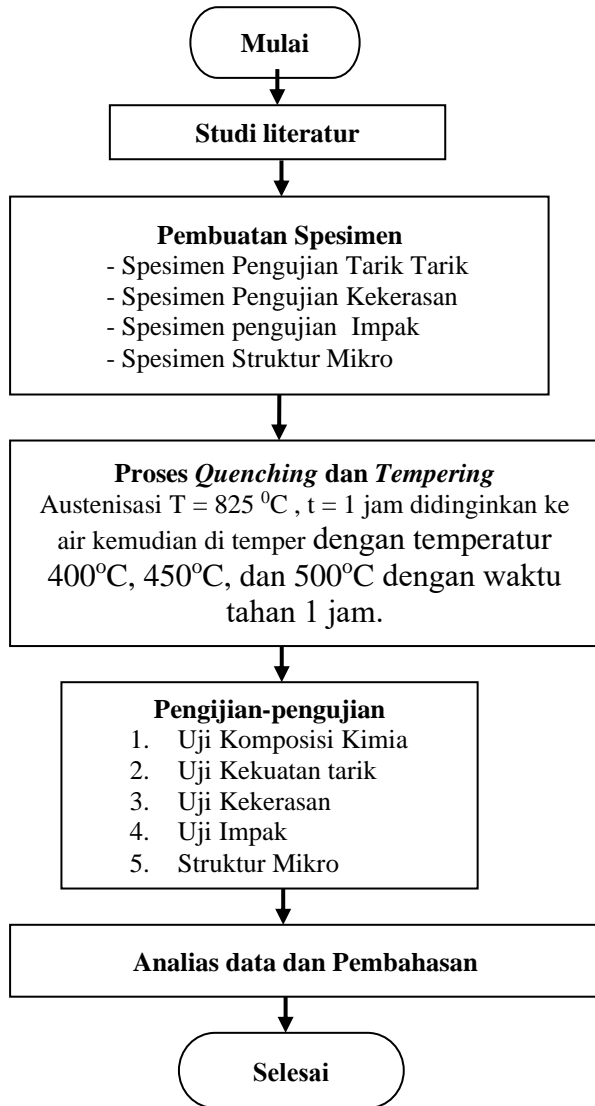 Mulai
Studi literatur
Pembuatan Spesimen
- Spesimen Pengujian Tarik Tarik
- Spesimen Pengujian Kekerasan
- Spesimen pengujian  Impak
- Spesimen Struktur Mikro
Proses Quenching dan Tempering
Austenisasi T = 825 ⁰C , t = 1 jam didinginkan ke
air kemudian di temper dengan temperatur
400ºC, 450ºC, dan 500ºC dengan waktu
tahan 1 jam.
Pengijian-pengujian
1. Uji Komposisi Kimia
2. Uji Kekuatan tarik
3. Uji Kekerasan
4. Uji Impak
5. Struktur Mikro
Analias data dan Pembahasan
Selesai